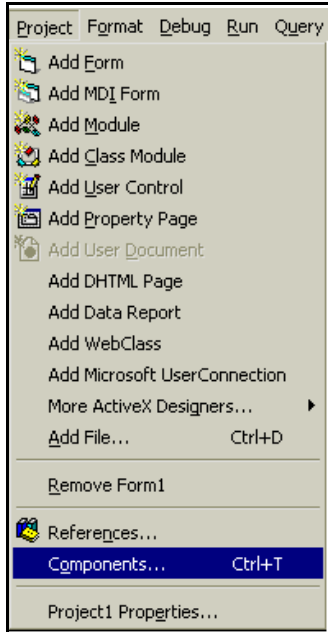 Project Format Debug Run Query
Add Form
Add MDI Form
Add Module
Add Class Module
Add User Control
Add Property Page
Add User Document
Add DHTML Page
Add Data Report
Add WebClass
Add Microsoft UserConnection
More ActiveX Designers...
Add File... Ctrl+D
Remove Form1
References...
Components... Ctrl+T
Project1 Properties...